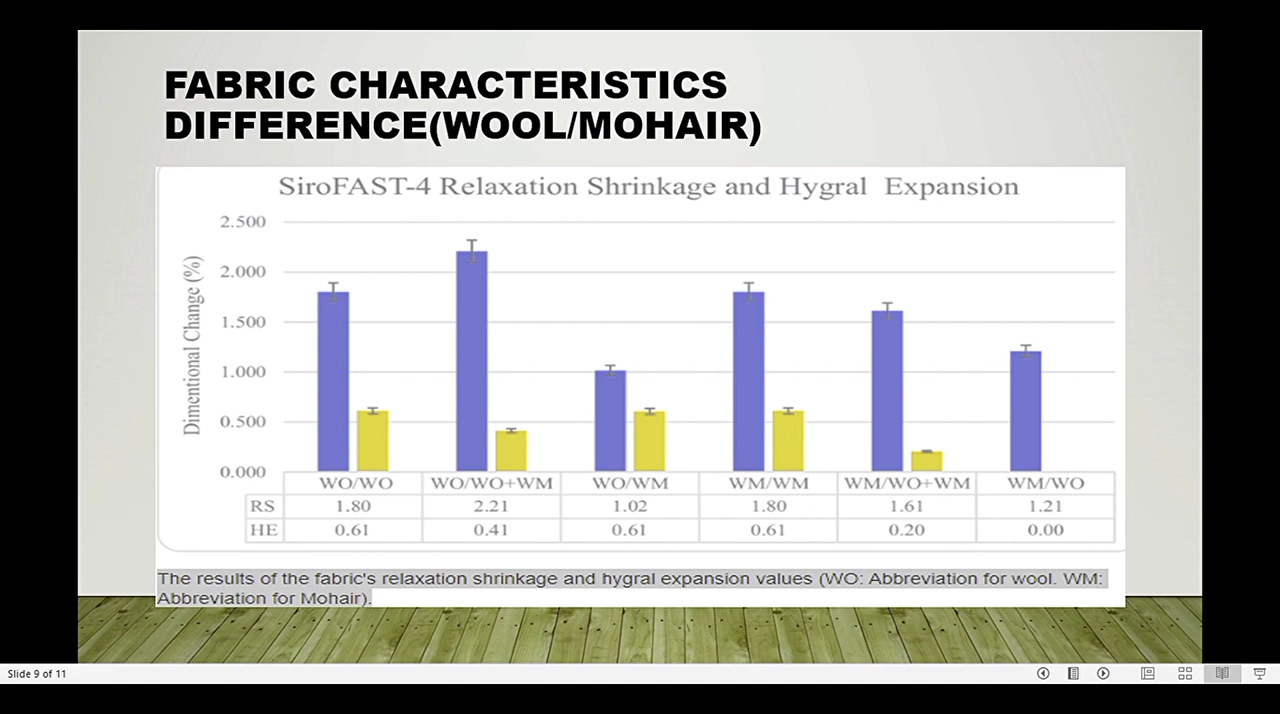 FABRIC CHARACTERISTICS
DIFFERENCE(WOOL/MOHAIR)
SiroFAST-4 Relaxation Shrinkage and Hygral Expansion
Dimentional Change (%)
2.500
2.000
1.500
1.000
0.500
0.000
WO/WO WO/WO+WM WO/WM WM/WM WM/WO+WM WM/WO
RS 1.80 2.21 1.02 1.80 1.61 1.21
HE 0.61 0.41 0.61 0.61 0.20 0.00
The results of the fabric's relaxation shrinkage and hygral expansion values (WO: Abbreviation for wool. WM:
Abbreviation for Mohair).
Slide 9 of 11